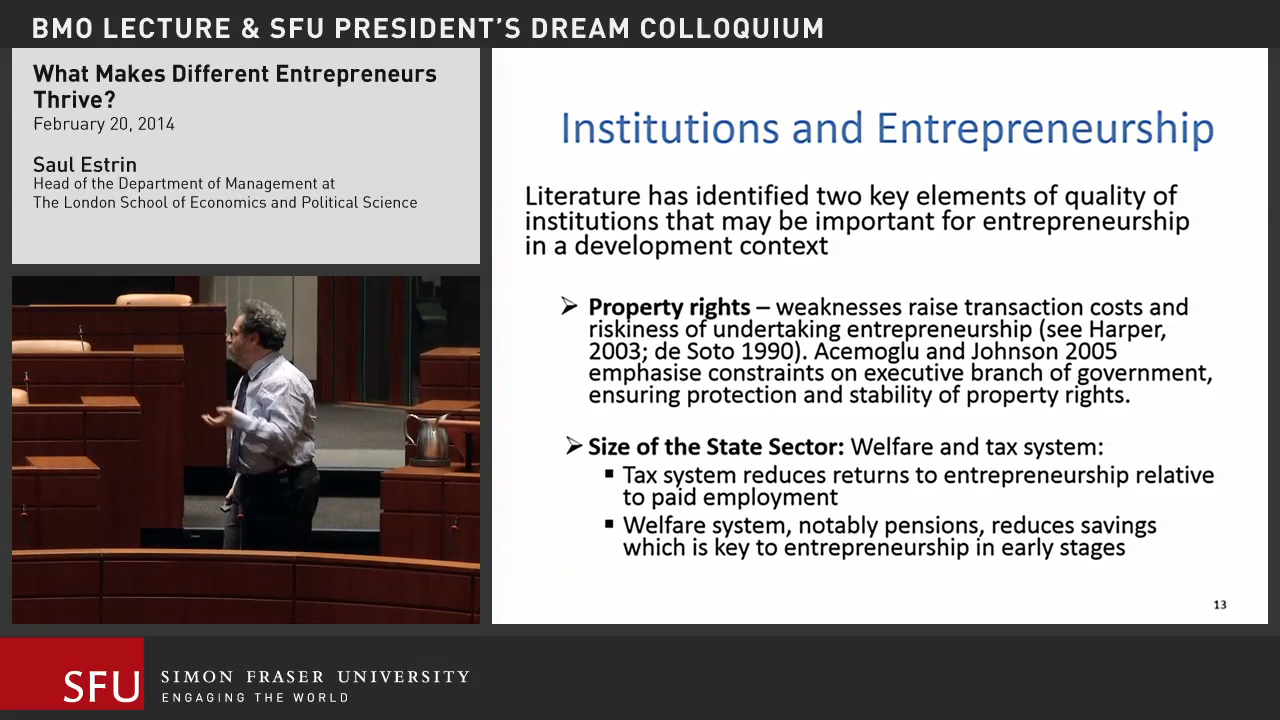 BMO LECTURE & SFU PRESIDENT'S DREAM COLLOQUIUM
What Makes Different Entrepreneurs
Thrive?
February 20, 2014
Saul Estrin
Head of the Department of Management at
The London School of Economics and Political Science
Institutions and Entrepreneurship
Literature has identified two key elements of quality of
institutions that may be important for entrepreneurship
in a development context
➢ Property rights – weaknesses raise transaction costs and
riskiness of undertaking entrepreneurship (see Harper,
2003; de Soto 1990). Acemoglu and Johnson 2005
emphasise constraints on executive branch of government,
ensuring protection and stability of property rights.
➢ Size of the State Sector: Welfare and tax system:
▪ Tax system reduces returns to entrepreneurship relative
to paid employment
▪ Welfare system, notably pensions, reduces savings
which is key to entrepreneurship in early stages
13
SFU
SIMON FRASER UNIVERSITY
ENGAGING THE WORLD